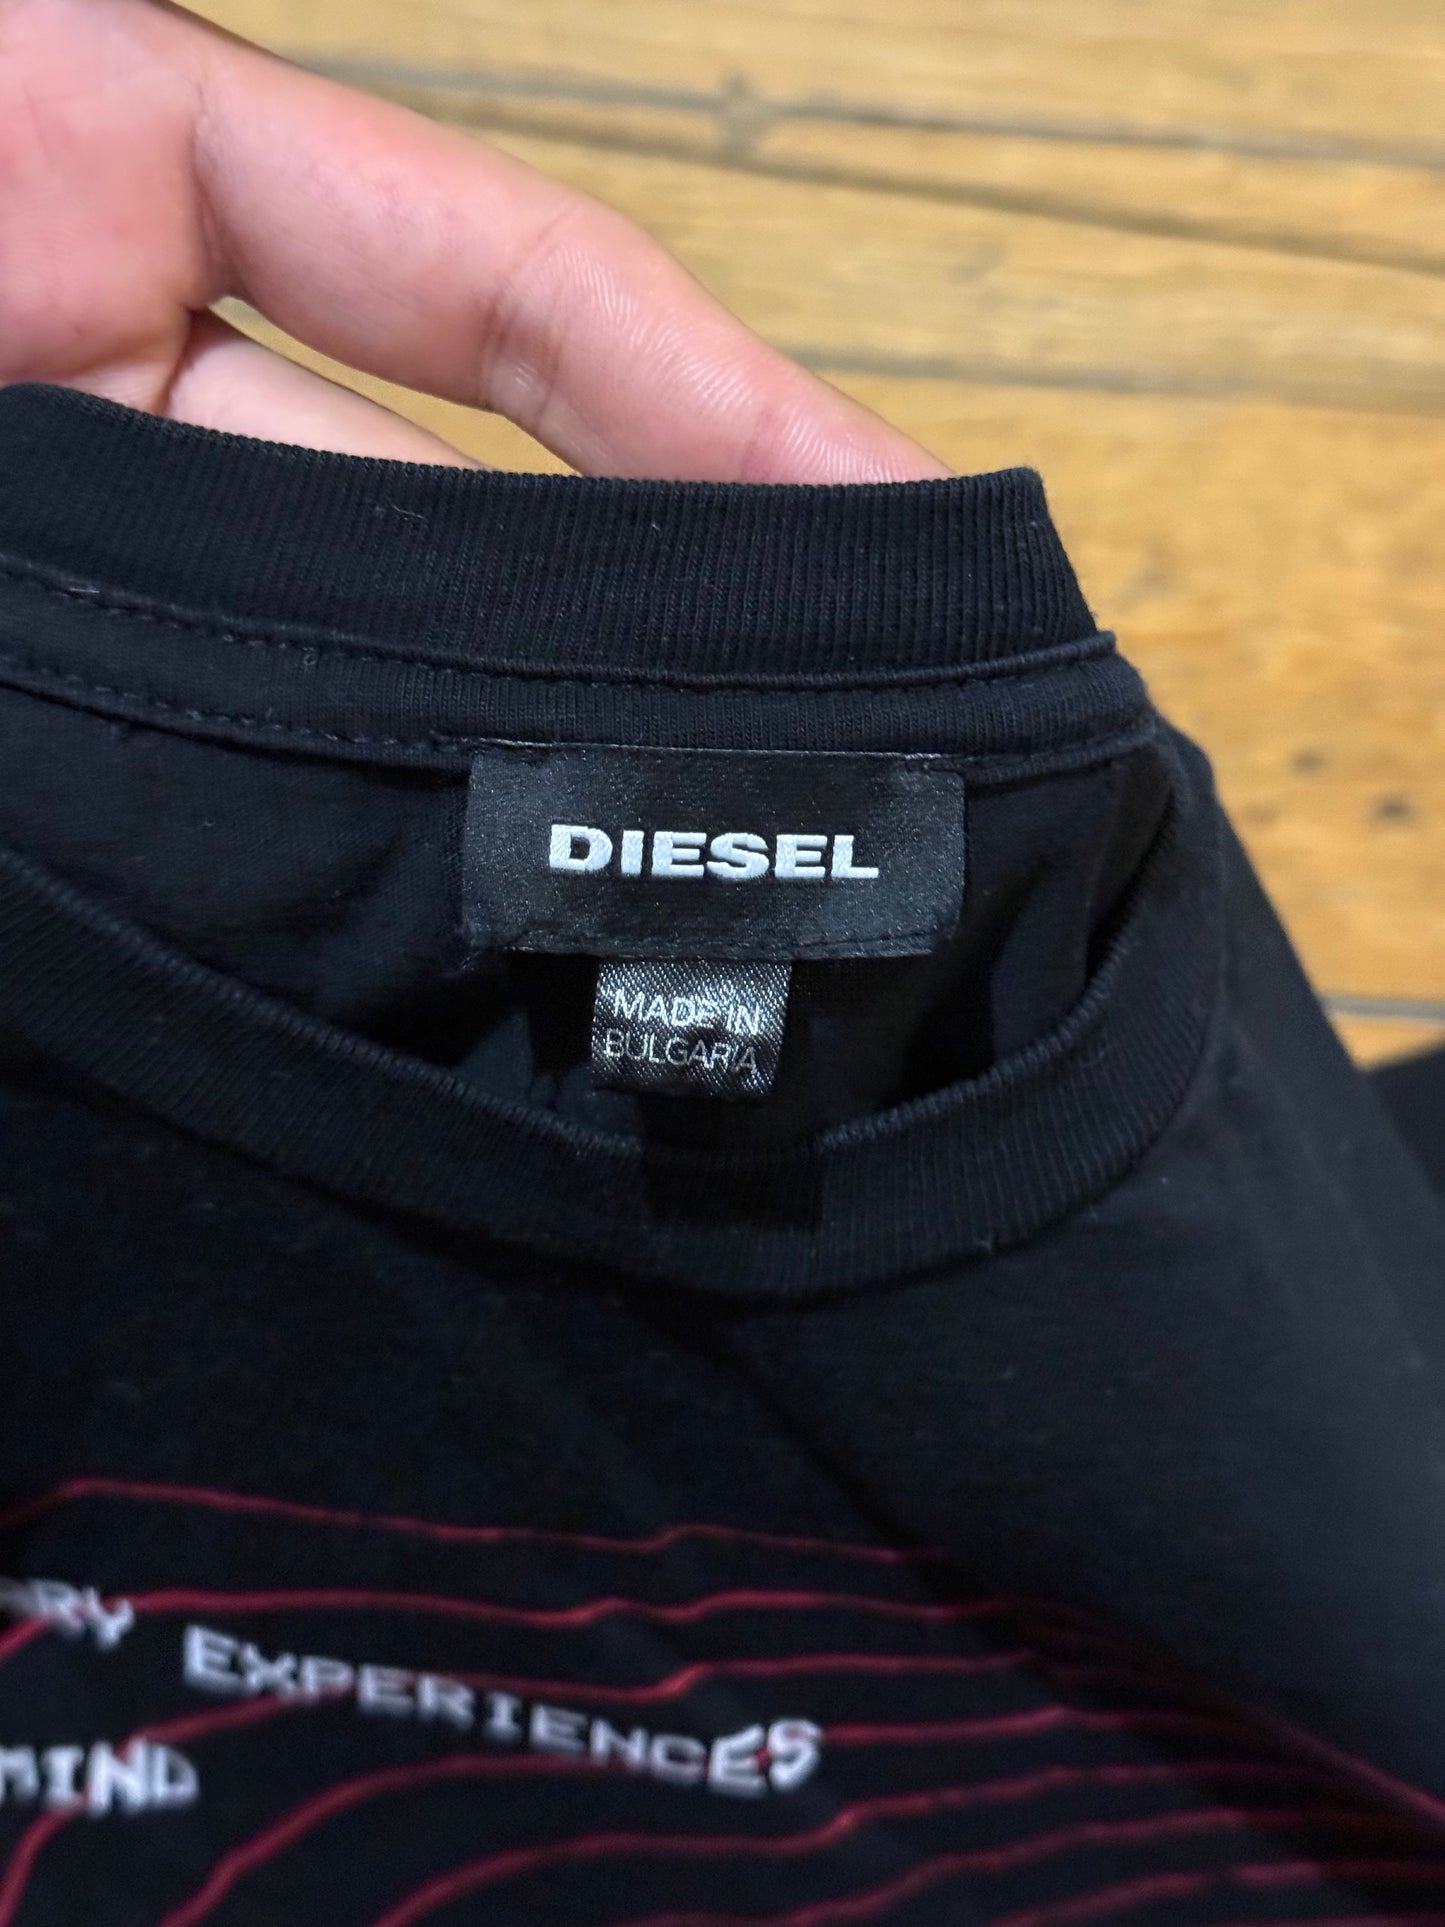 DIESEL
MADE IN
BULGARIA
EXPERIENCES
MIND